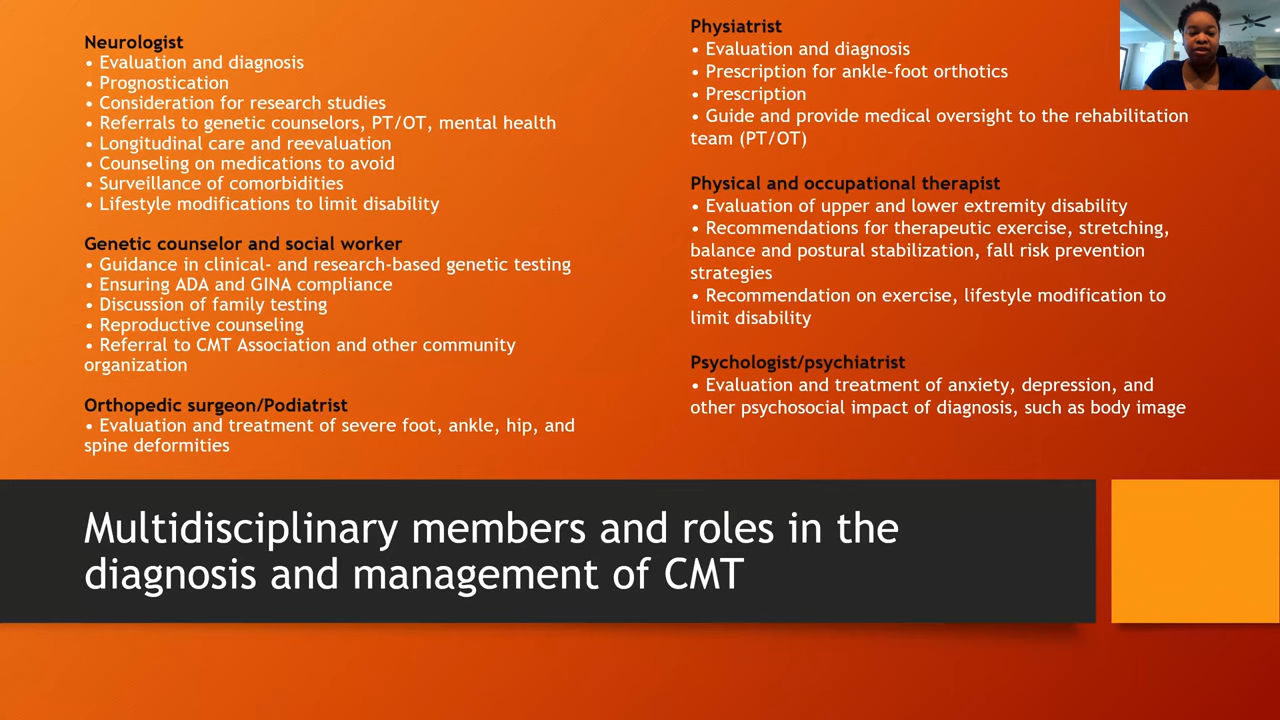 Neurologist
• Evaluation and diagnosis
• Prognostication
• Consideration for research studies
• Referrals to genetic counselors, PT/OT, mental health
• Longitudinal care and reevaluation
• Counseling on medications to avoid
• Surveillance of comorbidities
• Lifestyle modifications to limit disability
Genetic counselor and social worker
• Guidance in clinical- and research-based genetic testing
• Ensuring ADA and GINA compliance
• Discussion of family testing
• Reproductive counseling
• Referral to CMT Association and other community
organization
Orthopedic surgeon/Podiatrist
• Evaluation and treatment of severe foot, ankle, hip, and
spine deformities
Physiatrist
• Evaluation and diagnosis
• Prescription for ankle-foot orthotics
• Prescription
• Guide and provide medical oversight to the rehabilitation
team (PT/OT)
Physical and occupational therapist
• Evaluation of upper and lower extremity disability
• Recommendations for therapeutic exercise, stretching,
balance and postural stabilization, fall risk prevention
strategies
• Recommendation on exercise, lifestyle modification to
limit disability
Psychologist/psychiatrist
• Evaluation and treatment of anxiety, depression, and
other psychosocial impact of diagnosis, such as body image
Multidisciplinary members and roles in the
diagnosis and management of CMT